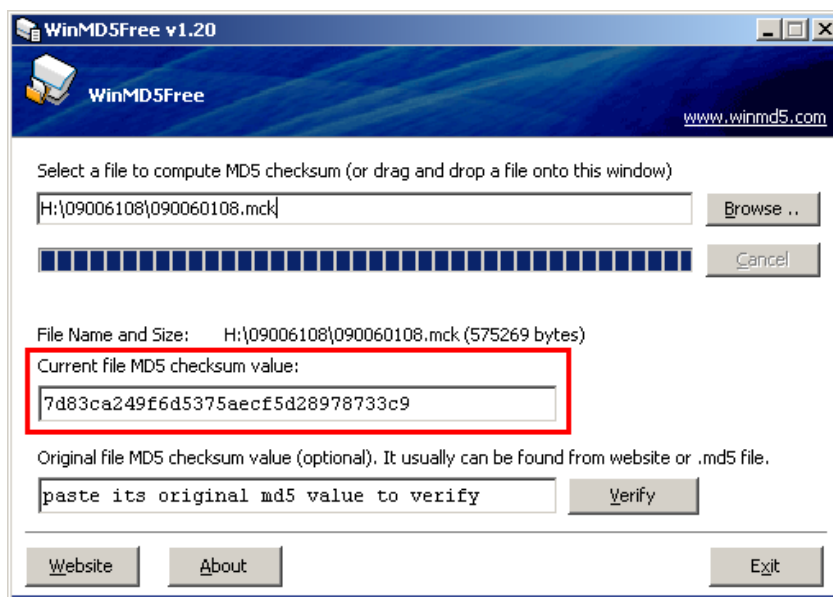 WinMD5Free v1.20
WinMD5Free
www.winmd5.com
Select a file to compute MD5 checksum (or drag and drop a file onto this window)
H:\09006108\090060108.mck
Browse ..
Cancel
File Name and Size: H:\09006108\090060108.mck (575269 bytes)
Current file MD5 checksum value:
7d83ca249f6d5375aecf5d28978733c9
Original file MD5 checksum value (optional). It usually can be found from website or .md5 file.
paste its original md5 value to verify
Verify
Website
About
Exit